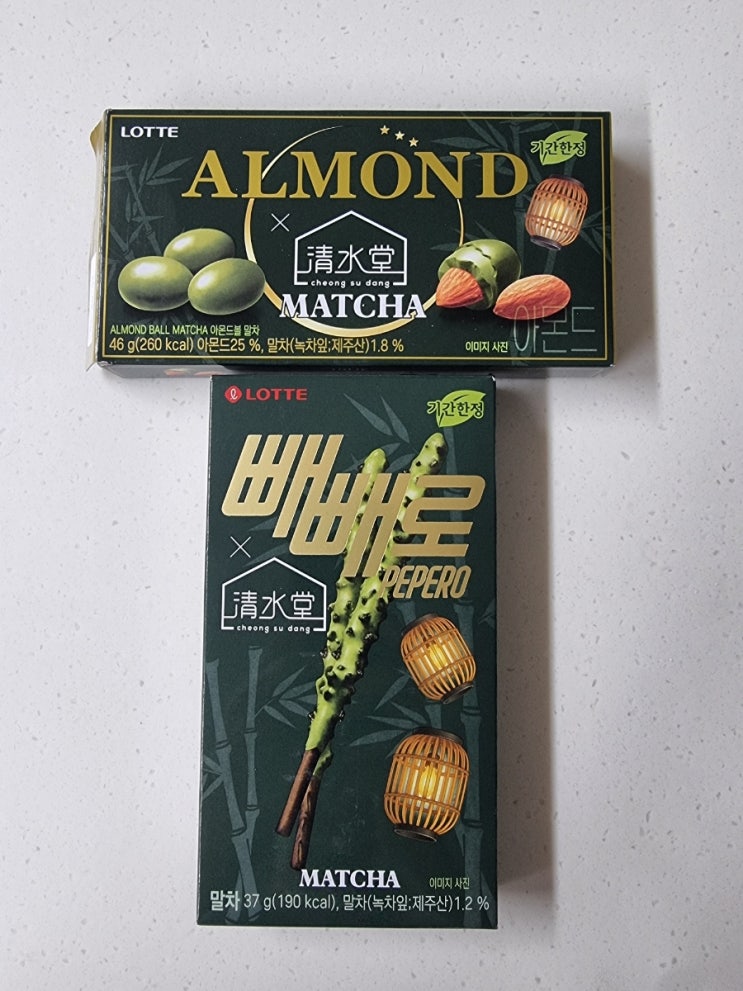 LOTTE
ALMOND
기간한정
×
清水堂
cheong su dang
MATCHA
ALMOND BALL MATCHA 아몬드볼 말차
46 g(260 kcal) 아몬드25 %, 말차(녹차잎;제주산)1.8 %
이미지 사진
아몬드
LOTTE
기간한정
빼빼로
PEPERO
×
清水堂
cheong su dang
MATCHA
이미지 사진
말차 37 g(190 kcal), 말차(녹차잎;제주산)1.2 %